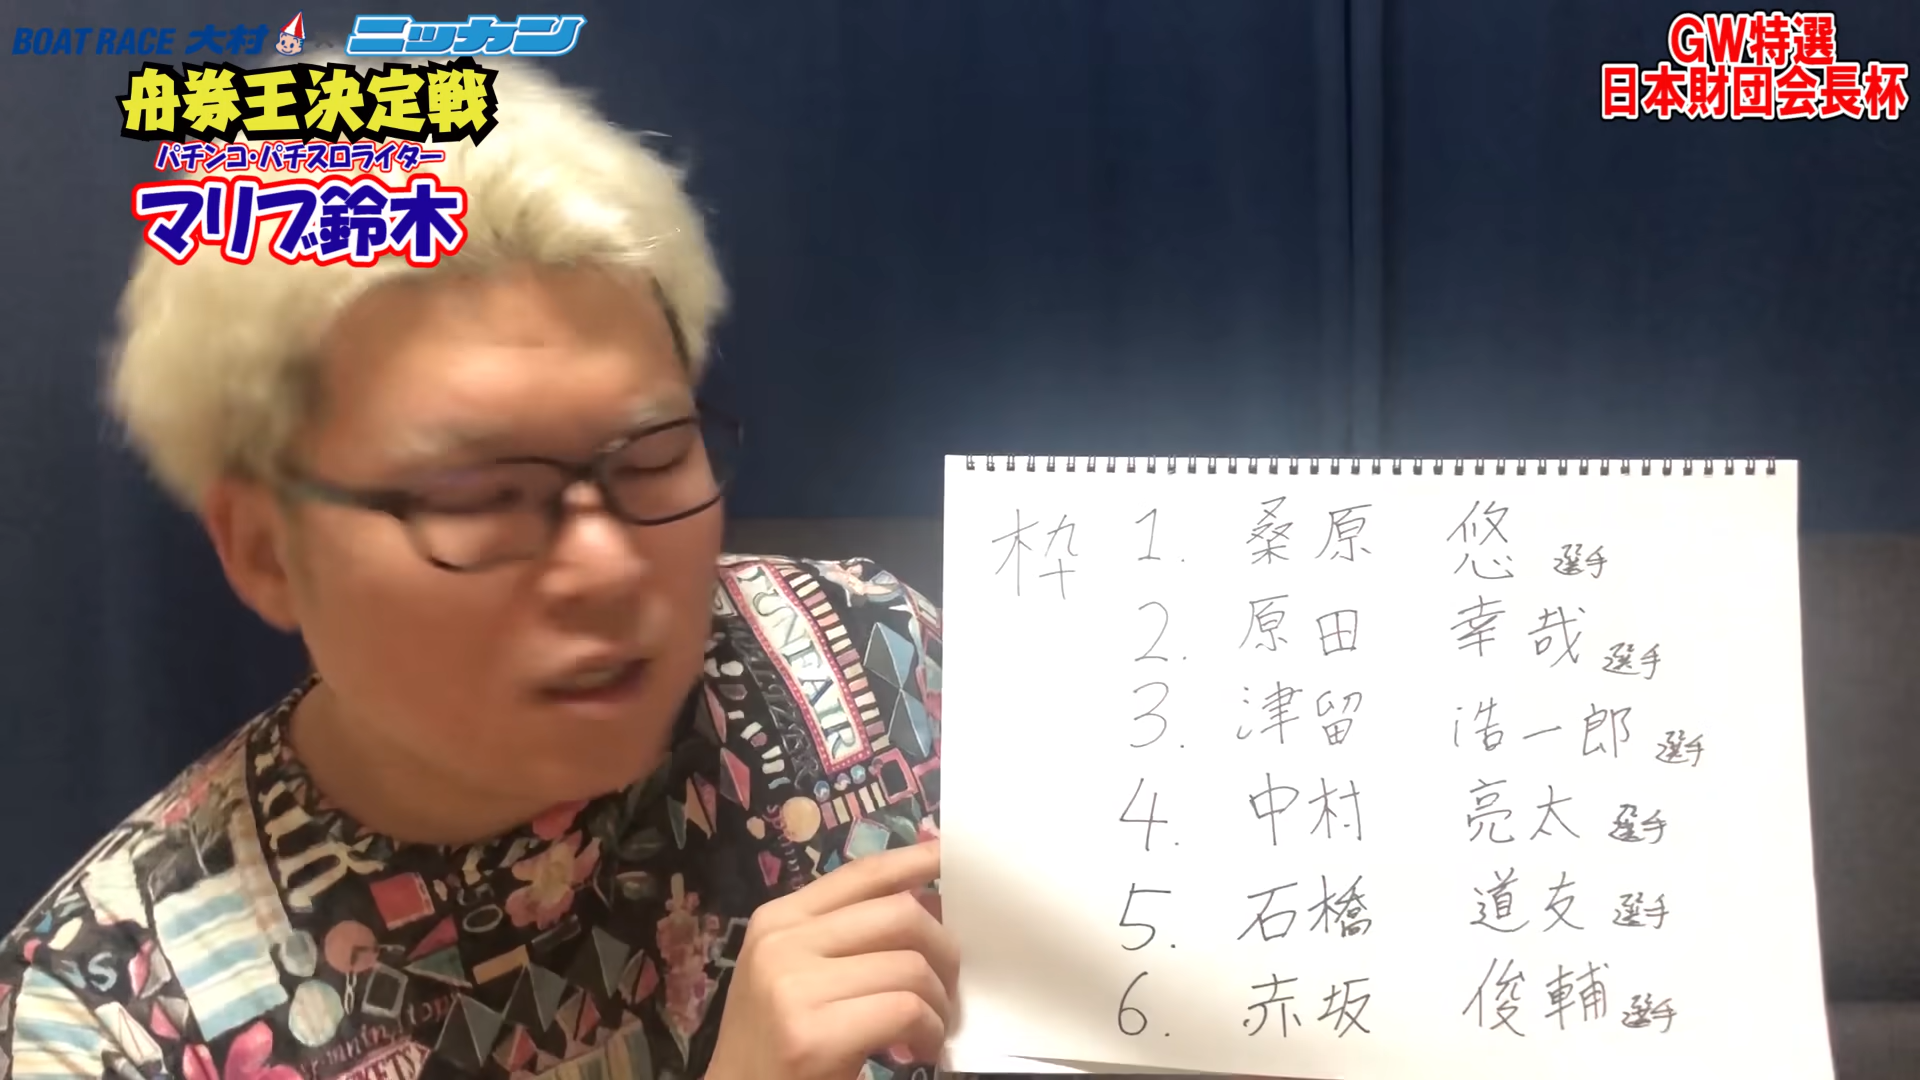 BOAT RACE 大村 ニッカン
舟券王決定戦
パチンコ・パチスロライター
マリブ鈴木
GW特選
日本財団会長杯
枠 1. 桑原 悠 選手
2. 原田 幸哉 選手
3. 津留 浩一郎 選手
4. 中村 亮太 選手
5. 石橋 道友 選手
6. 赤坂 俊輔 選手
FUNFAIR